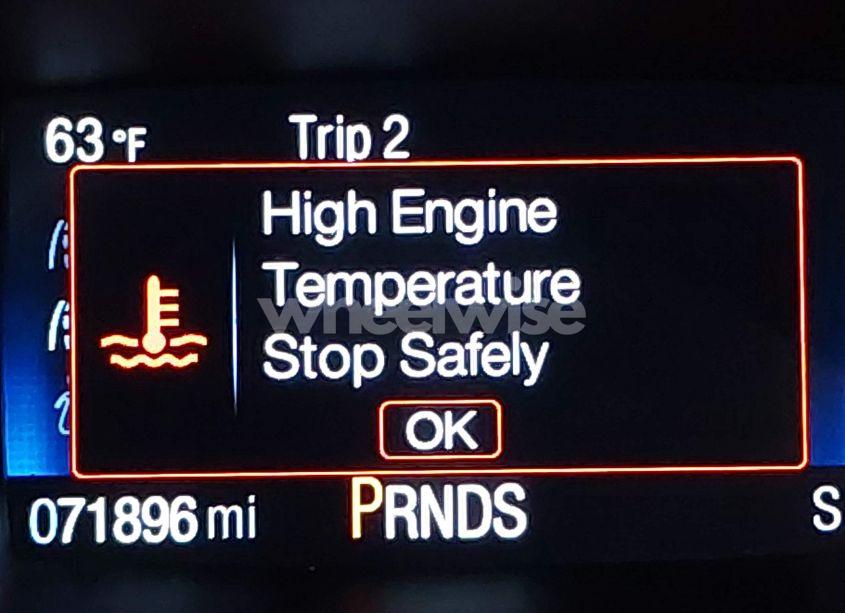 63 °F Trip 2
High Engine
Temperature
wheelwise
Stop Safely
OK
071896 mi PRNDS S